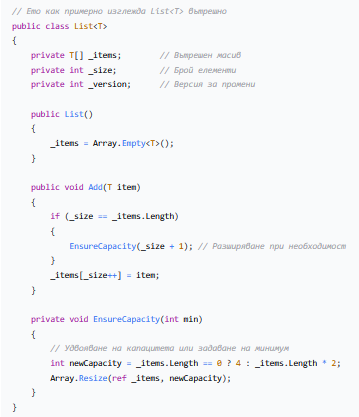 // Ето как примерно изглежда List<T> вътрешно
public class List<T>
{
    private T[] _items;        // Вътрешен масив
    private int _size;         // Брой елементи
    private int _version;      // Версия за промени

    public List()
    {
        _items = Array.Empty<T>();
    }

    public void Add(T item)
    {
        if (_size == _items.Length)
        {
            EnsureCapacity(_size + 1); // Разширяване при необходимост
        }
        _items[_size++] = item;
    }

    private void EnsureCapacity(int min)
    {
        // Удвояване на капацитета или задаване на минимум
        int newCapacity = _items.Length == 0 ? 4 : _items.Length * 2;
        Array.Resize(ref _items, newCapacity);
    }
}